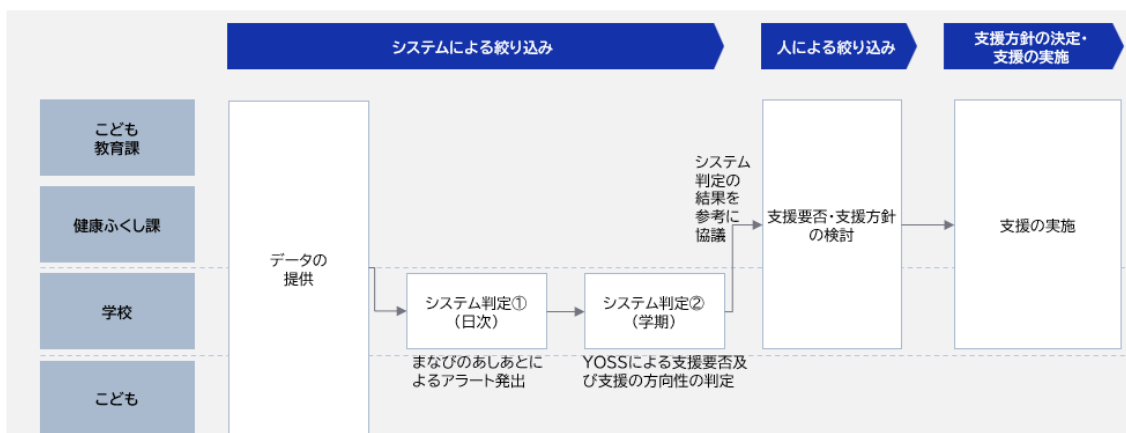 システムによる絞り込み
人による絞り込み
支援方針の決定・
支援の実施
こども
教育課
健康ふくし課
学校
こども
データの
提供
システム判定①
（日次）
まなびのあしあとに
よるアラート発出
システム判定②
（学期）
YOSSによる支援要否及
び支援の方向性の判定
システム
判定の
結果を
参考に
協議
支援要否・支援方針
の検討
支援の実施